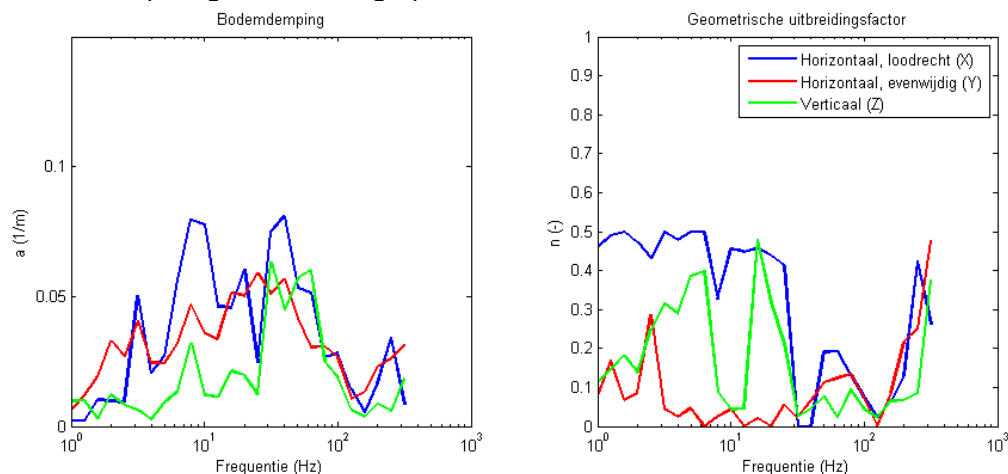 Bodemdemping
0.1
0.05
0
10^0
10^1
10^2
10^3
a (1/m)
Frequentie (Hz)
Geometrische uitbreidingsfactor
Horizontaal, loodrecht (X)
Horizontaal, evenwijdig (Y)
Verticaal (Z)
1
0.9
0.8
0.7
0.6
0.5
0.4
0.3
0.2
0.1
0
10^0
10^1
10^2
10^3
n (-)
Frequentie (Hz)